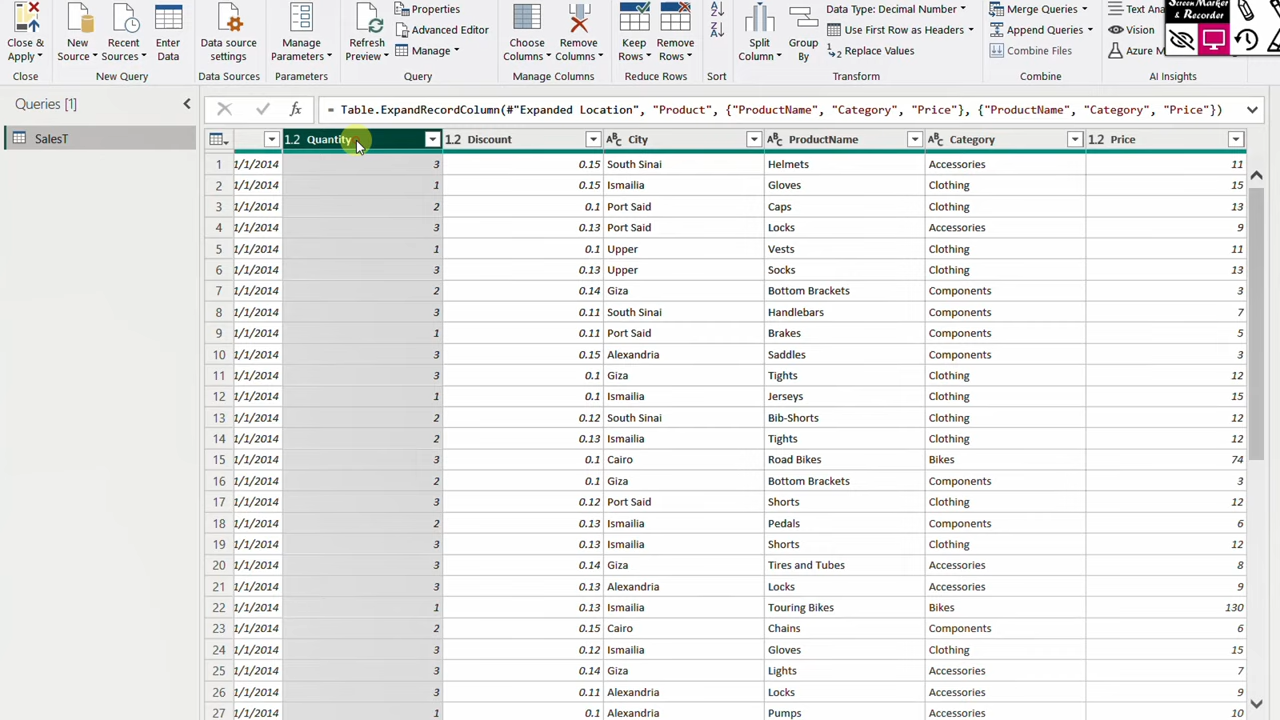 Properties
Data Type: Decimal Number
Merge Queries
Text Ana
Screen Marker
& Recorder
Advanced Editor
Use First Row as Headers
Append Queries
Vision
Close & Apply
New Source
Recent Sources
Enter Data
Data source settings
Manage Parameters
Refresh Preview
Manage
Choose Columns
Remove Columns
Keep Rows
Remove Rows
Split Column
Group By
Replace Values
Combine Files
Azure M
Close
New Query
Data Sources
Parameters
Query
Manage Columns
Reduce Rows
Sort
Transform
Combine
AI Insights
Queries [1]
fx = Table.ExpandRecordColumn(#"Expanded Location", "Product", {"ProductName", "Category", "Price"}, {"ProductName", "Category", "Price"})
SalesT
1.2 Quantity 1.2 Discount ABC City ABC ProductName ABC Category 1.2 Price
1 1/1/2014 3 0.15 South Sinai Helmets Accessories 11
2 1/1/2014 1 0.15 Ismailia Gloves Clothing 15
3 1/1/2014 2 0.1 Port Said Caps Clothing 13
4 1/1/2014 3 0.13 Port Said Locks Accessories 9
5 1/1/2014 1 0.1 Upper Vests Clothing 11
6 1/1/2014 3 0.13 Upper Socks Clothing 13
7 1/1/2014 2 0.14 Giza Bottom Brackets Components 3
8 1/1/2014 3 0.11 South Sinai Handlebars Components 7
9 1/1/2014 1 0.11 Port Said Brakes Components 5
10 1/1/2014 3 0.15 Alexandria Saddles Components 3
11 1/1/2014 3 0.1 Giza Tights Clothing 12
12 1/1/2014 1 0.1 Ismailia Jerseys Clothing 15
13 1/1/2014 2 0.12 South Sinai Bib-Shorts Clothing 12
14 1/1/2014 2 0.13 Ismailia Tights Clothing 12
15 1/1/2014 3 0.1 Cairo Road Bikes Bikes 74
16 1/1/2014 2 0.1 Giza Bottom Brackets Components 3
17 1/1/2014 3 0.12 Port Said Shorts Clothing 12
18 1/1/2014 2 0.13 Ismailia Pedals Components 6
19 1/1/2014 3 0.13 Ismailia Shorts Clothing 12
20 1/1/2014 3 0.14 Giza Tires and Tubes Accessories 8
21 1/1/2014 3 0.13 Alexandria Locks Accessories 9
22 1/1/2014 1 0.13 Ismailia Touring Bikes Bikes 130
23 1/1/2014 2 0.15 Cairo Chains Components 6
24 1/1/2014 3 0.12 Ismailia Gloves Clothing 15
25 1/1/2014 3 0.14 Giza Lights Accessories 7
26 1/1/2014 3 0.11 Alexandria Locks Accessories 9
27 1/1/2014 1 0.1 Alexandria Pumps Accessories 10